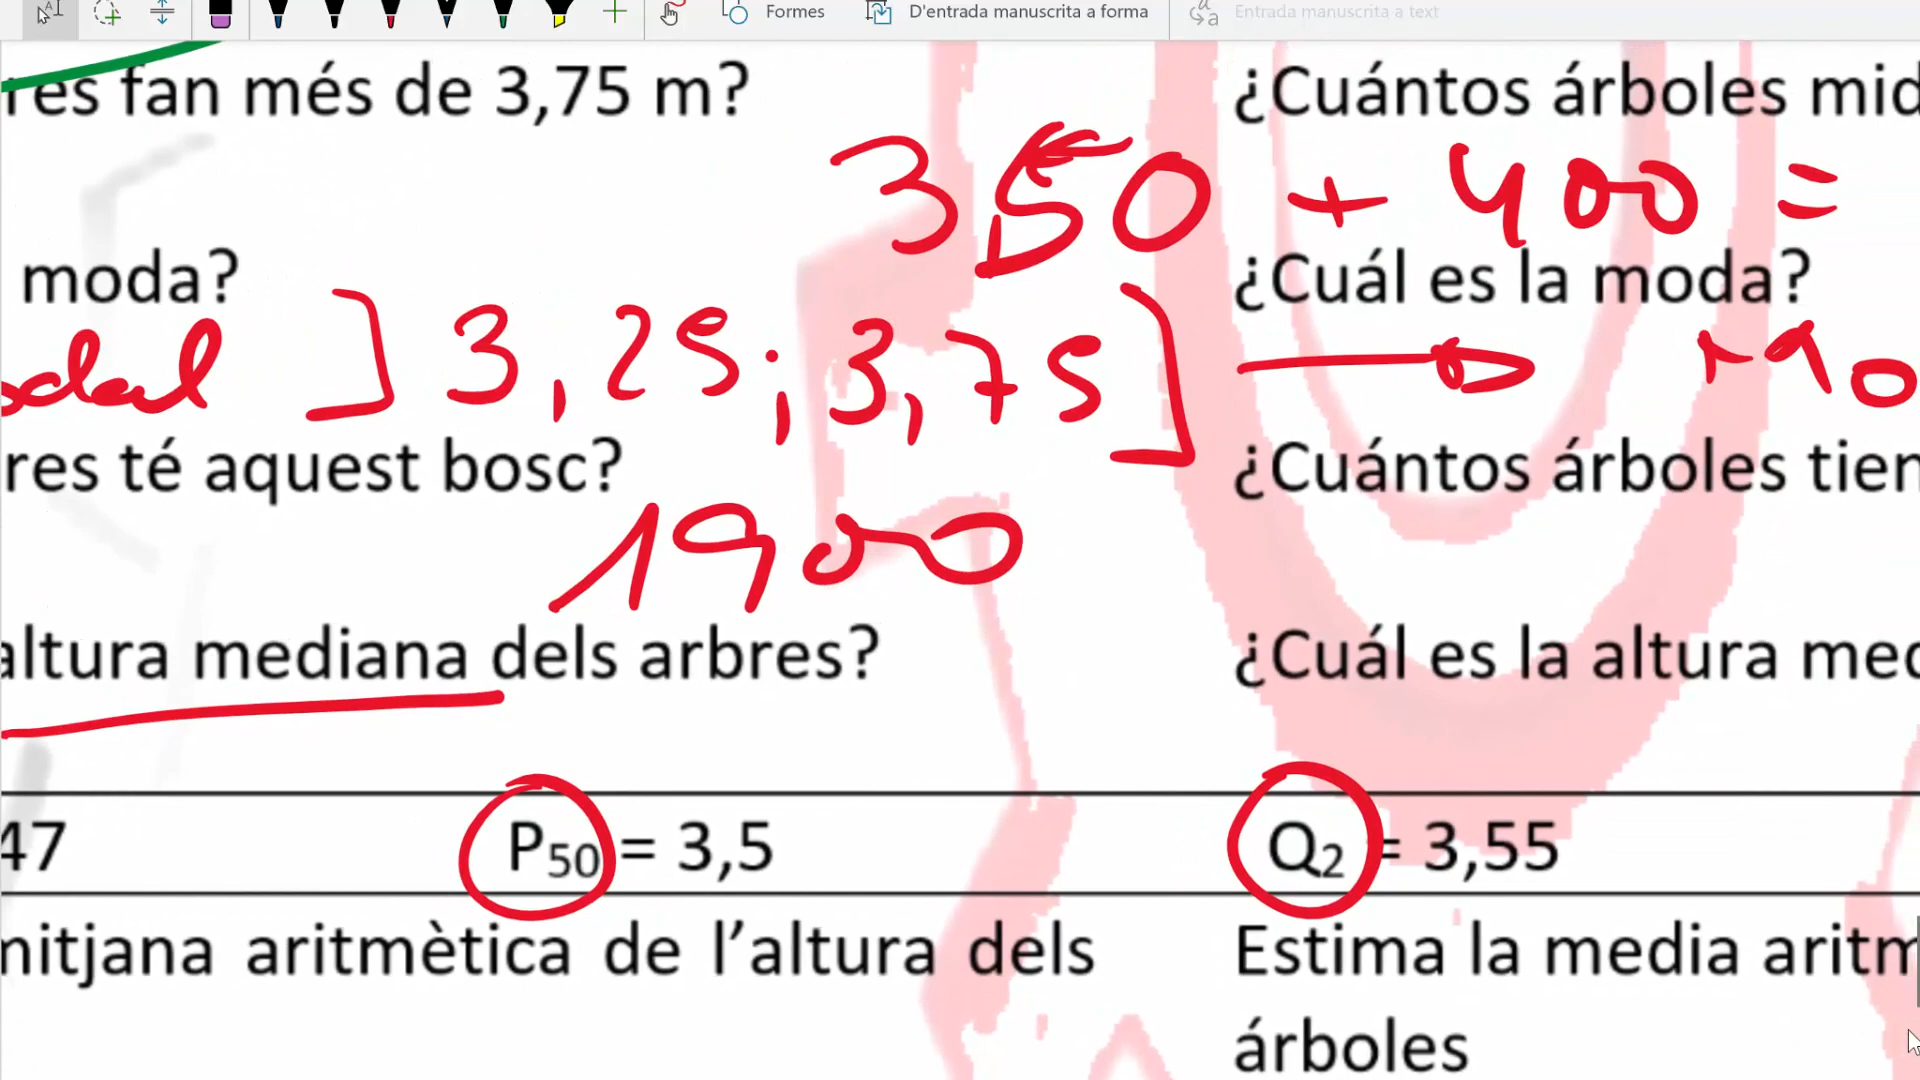 Formes D'entrada manuscrita a forma Entrada manuscrita a text
res fan més de 3,75 m? ¿Cuántos árboles mid
350 + 400 =
moda? ¿Cuál es la moda?
odal ]3,25;3,75]
res té aquest bosc? ¿Cuántos árboles tien
1900
altura mediana dels arbres? ¿Cuál es la altura med
47 P50 = 3,5 Q2 = 3,55
mitjana aritmètica de l'altura dels Estima la media aritm
árboles